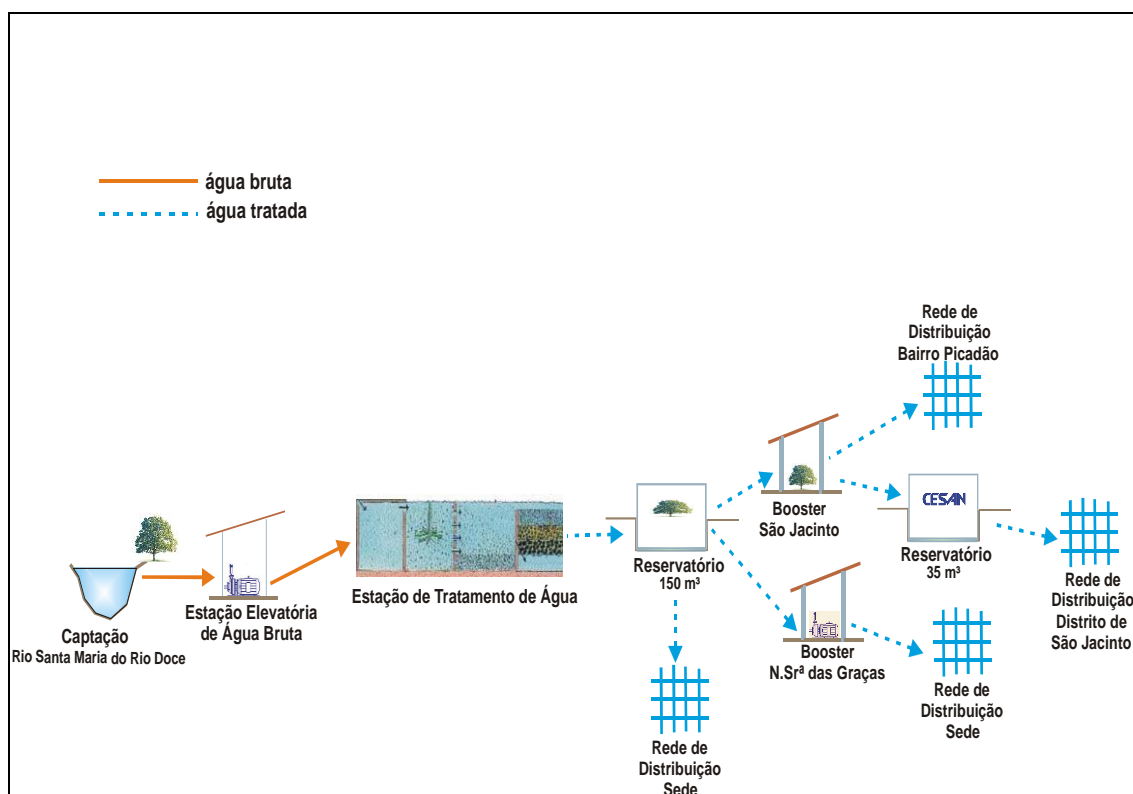 água bruta
água tratada
Rede de
Distribuição
Bairro Picadão
Booster
São Jacinto
CESAN
Reservatório
35 m³
Rede de
Distribuição
Distrito de
São Jacinto
Reservatório
150 m³
Estação de Tratamento de Água
Estação Elevatória
de Água Bruta
Captação
Rio Santa Maria do Rio Doce
1
Booster
N.Srª das Graças
Rede de
Distribuição
Sede
Rede de
Distribuição
Sede